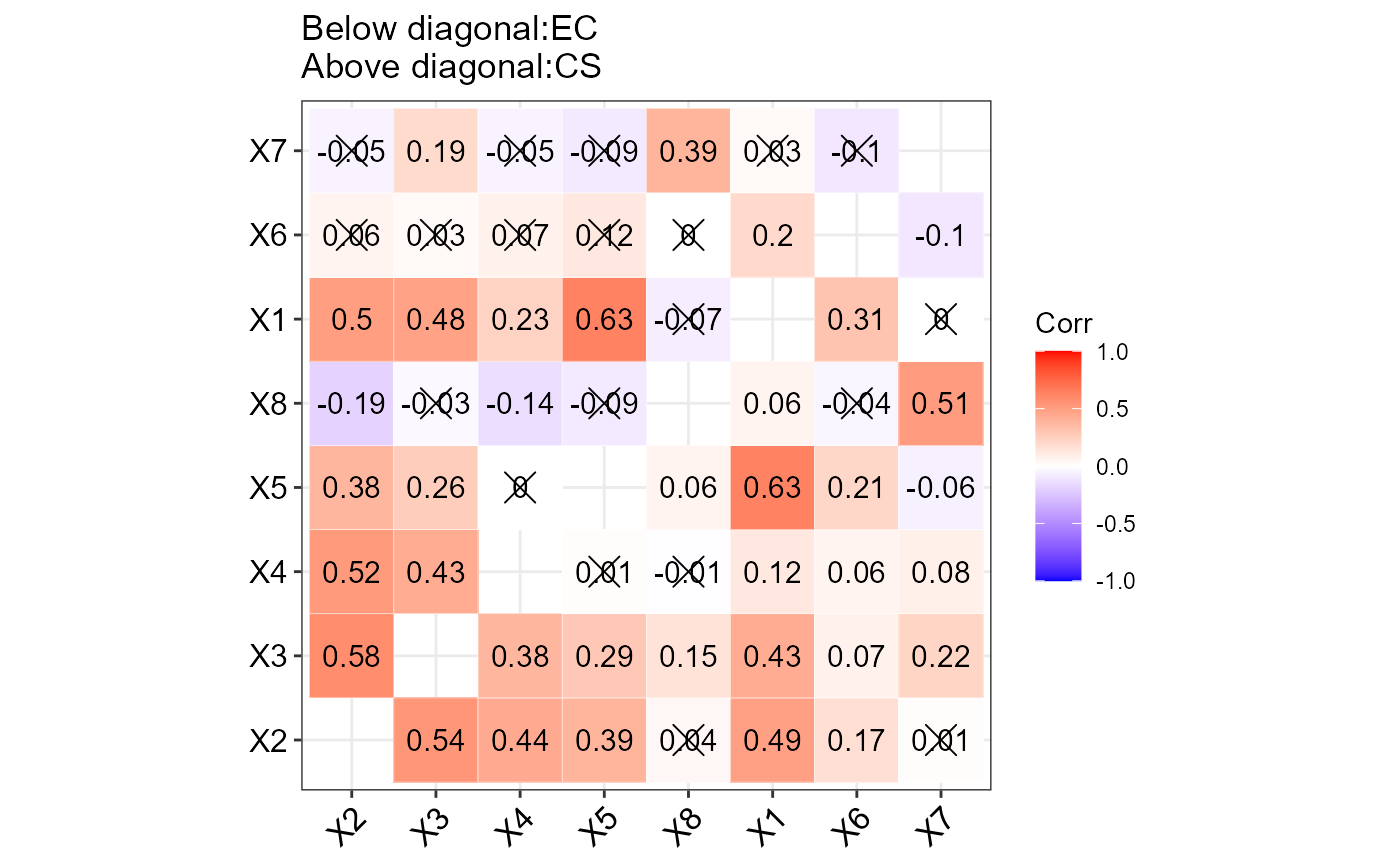 Below diagonal:EC
Above diagonal:CS
X7 -0.05 0.19 -0.05 -0.09 0.39 0.03 -0.1
X6 0.06 0.03 0.07 0.12 0 0.2 -0.1
X1 0.5 0.48 0.23 0.63 -0.07 0.31 0
X8 -0.19 -0.03 -0.14 -0.09 0.06 -0.04 0.51
X5 0.38 0.26 0 0.06 0.63 0.21 -0.06
X4 0.52 0.43 0.01 -0.01 0.12 0.06 0.08
X3 0.58 0.38 0.29 0.15 0.43 0.07 0.22
X2 0.54 0.44 0.39 0.04 0.49 0.17 0.01
X2 X3 X4 X5 X8 X1 X6 X7
Corr
1.0
0.5
0.0
-0.5
-1.0